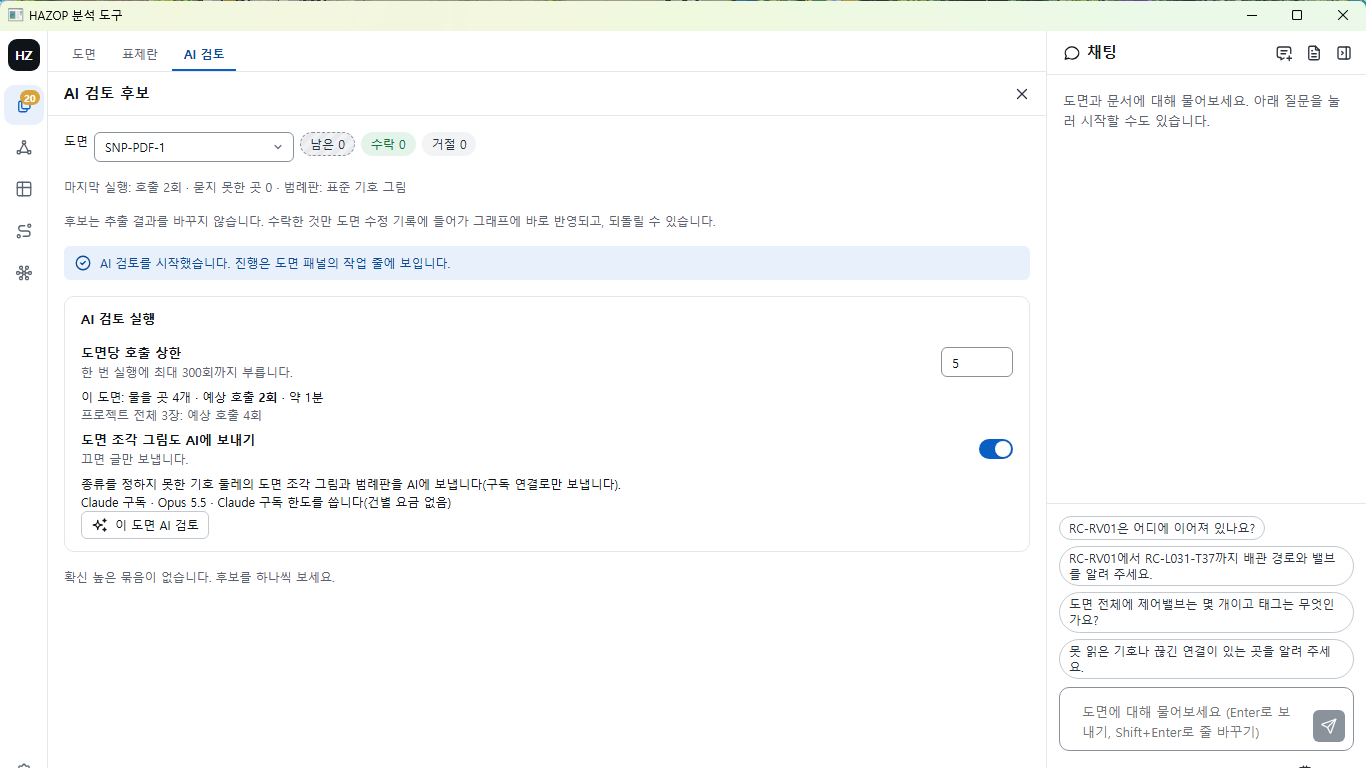 HAZOP 분석 도구
HZ
20
도면 표제란 AI 검토
AI 검토 후보
도면 SNP-PDF-1 남은 0 수락 0 거절 0
마지막 실행: 호출 2회 · 묻지 못한 곳 0 · 범례판: 표준 기호 그림
후보는 추출 결과를 바꾸지 않습니다. 수락한 것만 도면 수정 기록에 들어가 그래프에 바로 반영되고, 되돌릴 수 있습니다.
AI 검토를 시작했습니다. 진행은 도면 패널의 작업 줄에 보입니다.
AI 검토 실행
도면당 호출 상한
한 번 실행에 최대 300회까지 부릅니다.
5
이 도면: 물을 곳 4개 · 예상 호출 2회 · 약 1분
프로젝트 전체 3장: 예상 호출 4회
도면 조각 그림도 AI에 보내기
끄면 글만 보냅니다.
종류를 정하지 못한 기호 둘레의 도면 조각 그림과 범례판을 AI에 보냅니다(구독 연결로만 보냅니다).
Claude 구독 · Opus 5.5 · Claude 구독 한도를 씁니다(건별 요금 없음)
이 도면 AI 검토
확신 높은 묶음이 없습니다. 후보를 하나씩 보세요.
채팅
도면과 문서에 대해 물어보세요. 아래 질문을 눌
러 시작할 수도 있습니다.
RC-RV01은 어디에 이어져 있나요?
RC-RV01에서 RC-L031-T37까지 배관 경로와 밸브
를 알려 주세요.
도면 전체에 제어밸브는 몇 개이고 태그는 무엇인
가요?
못 읽은 기호나 끊긴 연결이 있는 곳을 알려 주세
요.
도면에 대해 물어보세요 (Enter로 보
내기, Shift+Enter로 줄 바꾸기)